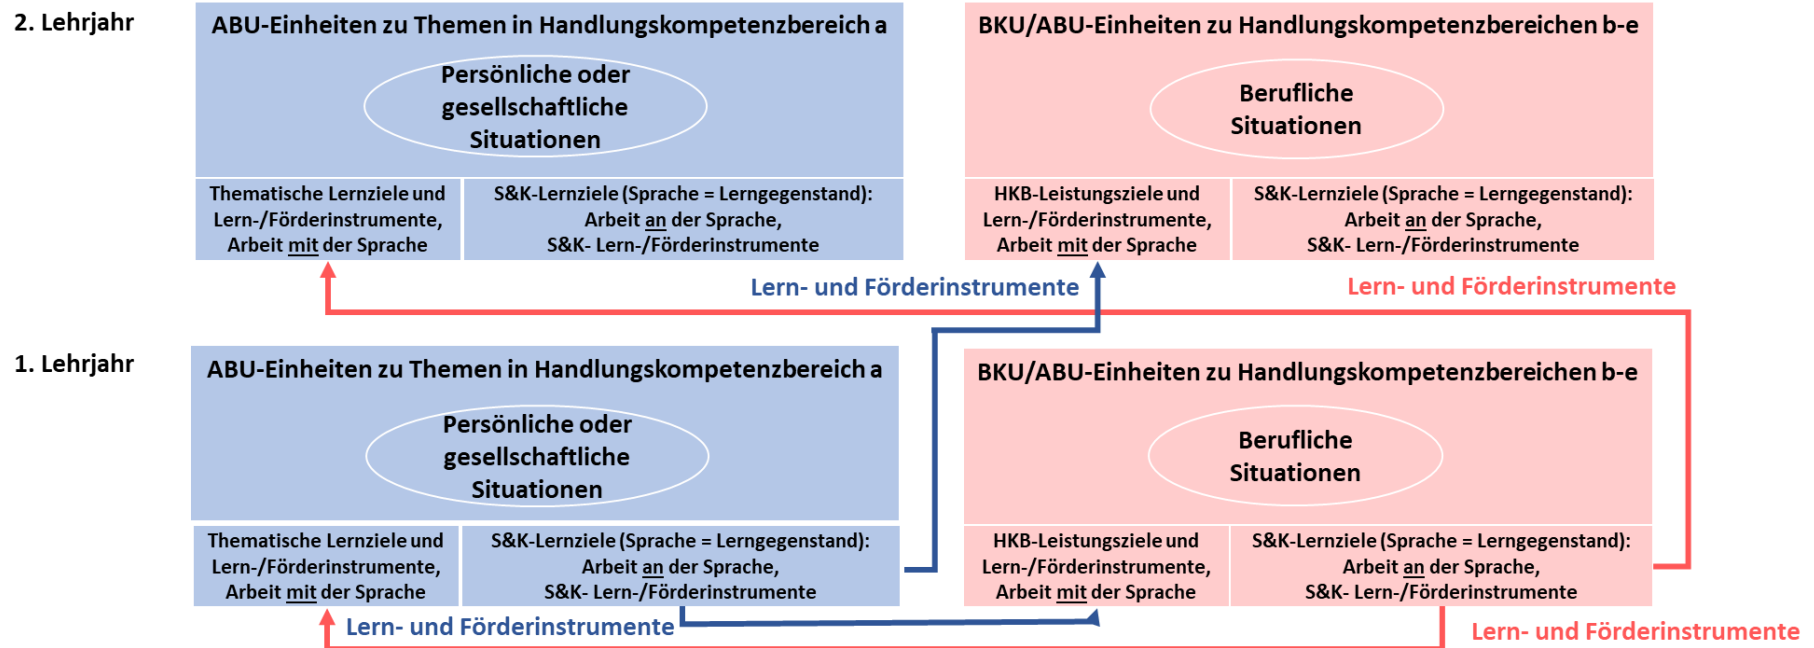 2. Lehrjahr
ABU-Einheiten zu Themen in Handlungskompetenzbereich a
Persönliche oder
gesellschaftliche
Situationen
Thematische Lernziele und
Lern-/Förderinstrumente,
Arbeit mit der Sprache
S&K-Lernziele (Sprache = Lerngegenstand):
Arbeit an der Sprache,
S&K- Lern-/Förderinstrumente
BKU/ABU-Einheiten zu Handlungskompetenzbereichen b-e
Berufliche
Situationen
HKB-Leistungsziele und
Lern-/Förderinstrumente,
Arbeit mit der Sprache
S&K-Lernziele (Sprache = Lerngegenstand):
Arbeit an der Sprache,
S&K- Lern-/Förderinstrumente
Lern- und Förderinstrumente
Lern- und Förderinstrumente
1. Lehrjahr
ABU-Einheiten zu Themen in Handlungskompetenzbereich a
Persönliche oder
gesellschaftliche
Situationen
Thematische Lernziele und
Lern-/Förderinstrumente,
Arbeit mit der Sprache
S&K-Lernziele (Sprache = Lerngegenstand):
Arbeit an der Sprache,
S&K- Lern-/Förderinstrumente
BKU/ABU-Einheiten zu Handlungskompetenzbereichen b-e
Berufliche
Situationen
HKB-Leistungsziele und
Lern-/Förderinstrumente,
Arbeit mit der Sprache
S&K-Lernziele (Sprache = Lerngegenstand):
Arbeit an der Sprache,
S&K- Lern-/Förderinstrumente
Lern- und Förderinstrumente
Lern- und Förderinstrumente